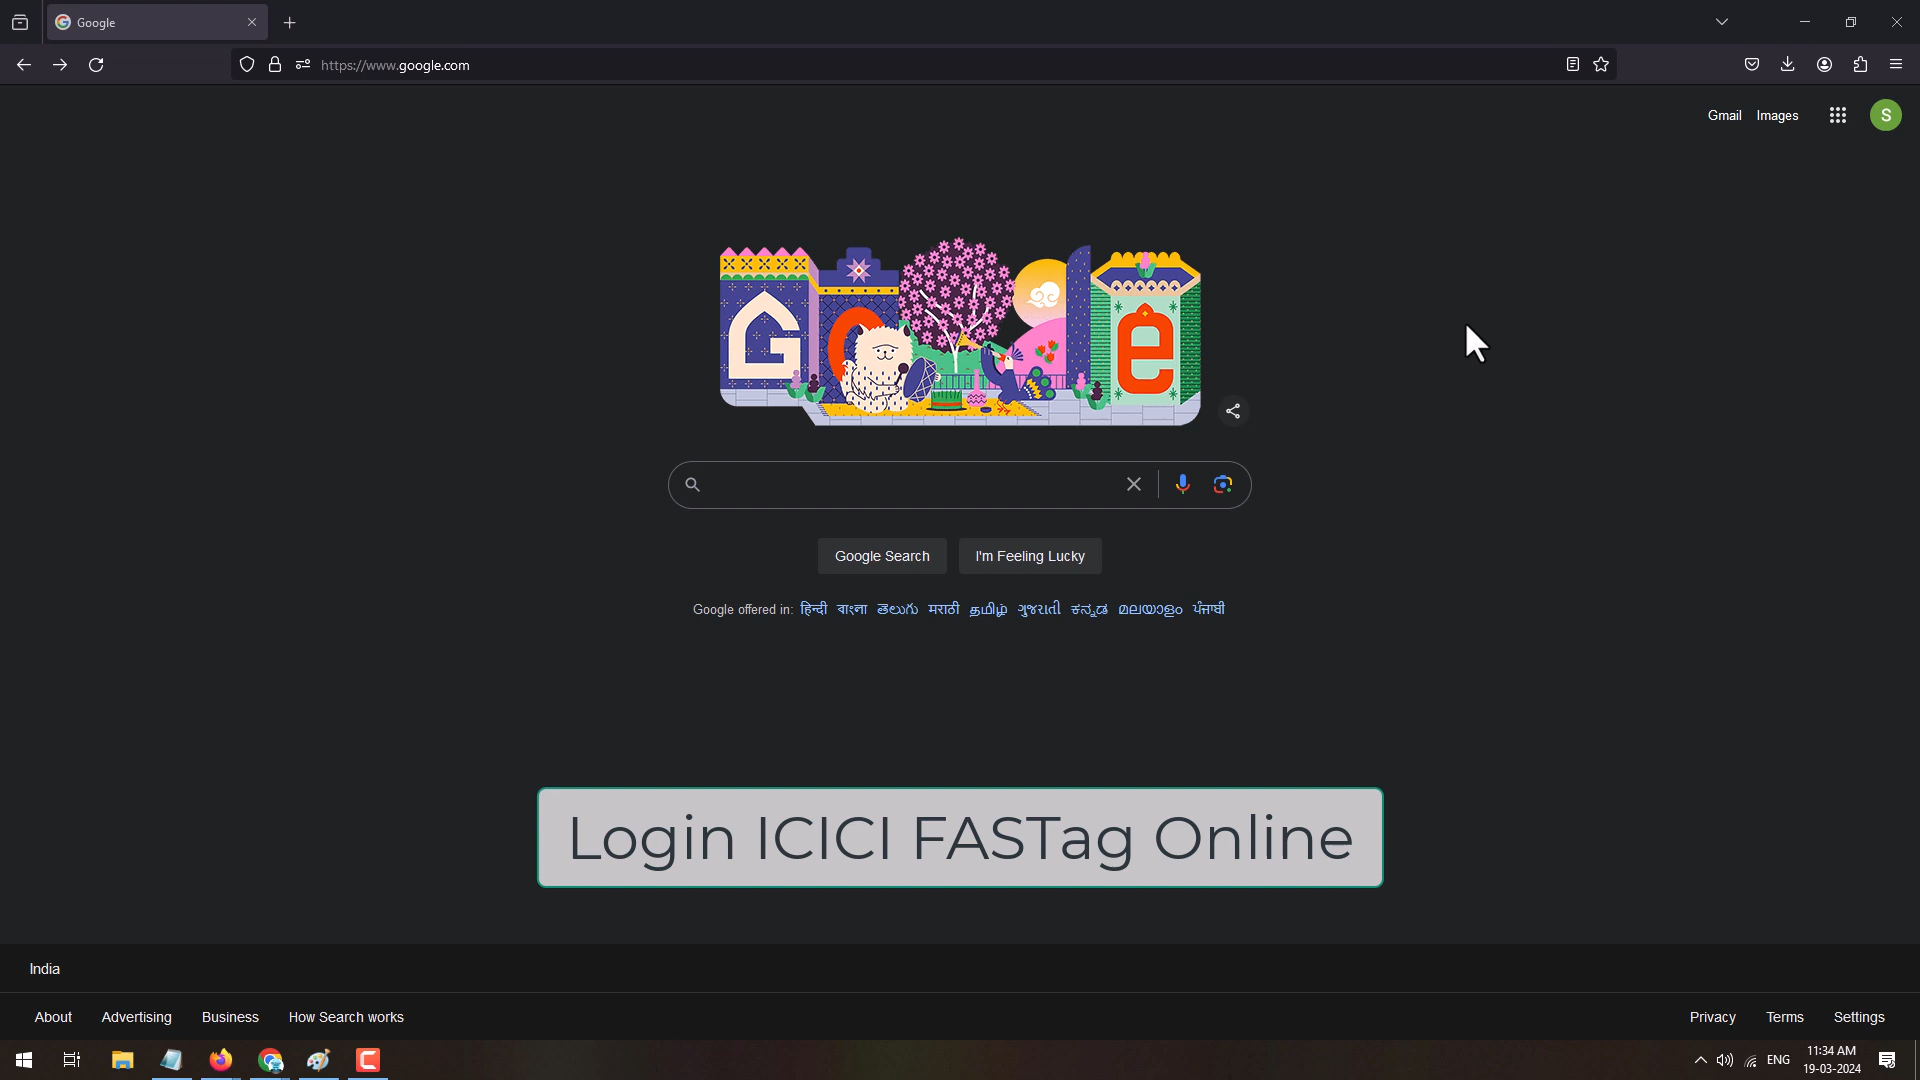 Google
https://www.google.com
Gmail Images
S
Google
Google Search I'm Feeling Lucky
Google offered in: हिन्दी বাংলা తెలుగు मराठी தமிழ் ગુજરાતી ಕನ್ನಡ മലയാളം ਪੰਜਾਬੀ
Login ICICI FASTag Online
India
About Advertising Business How Search works Privacy Terms Settings
ENG 11:34 AM
19-03-2024